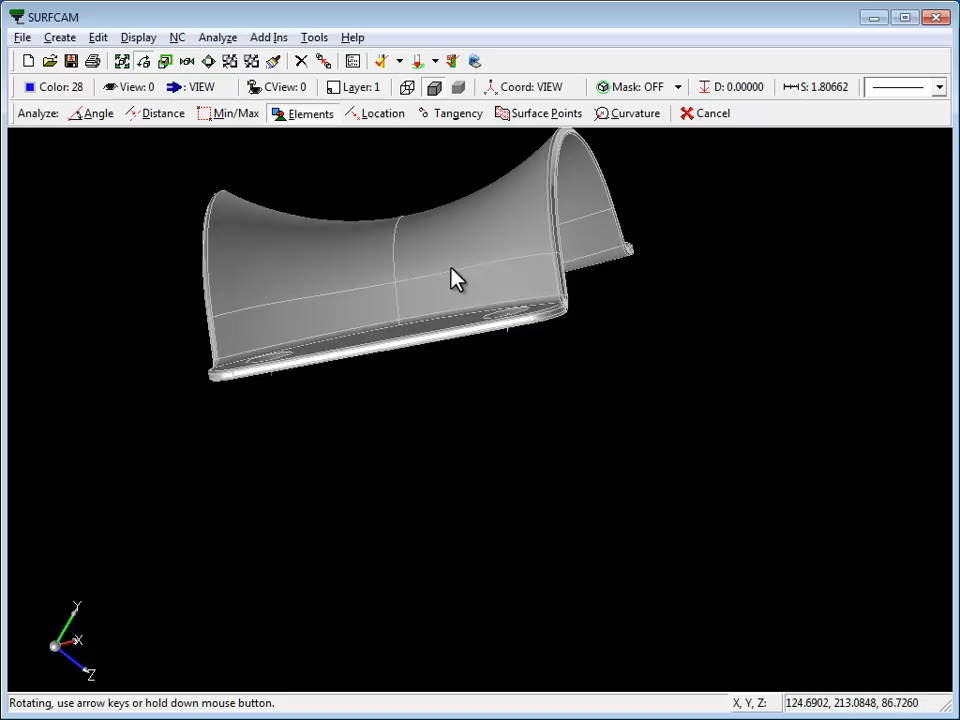 SURFCAM
File Create Edit Display NC Analyze Add Ins Tools Help
Color: 28 View: 0 : VIEW CView: 0 Layer: 1 Coord: VIEW Mask: OFF D: 0.00000 S: 1.80662
Analyze: Angle Distance Min/Max Elements Location Tangency Surface Points Curvature Cancel
Y
X
Z
Rotating, use arrow keys or hold down mouse button. X, Y, Z: 124.6902, 213.0848, 86.7260